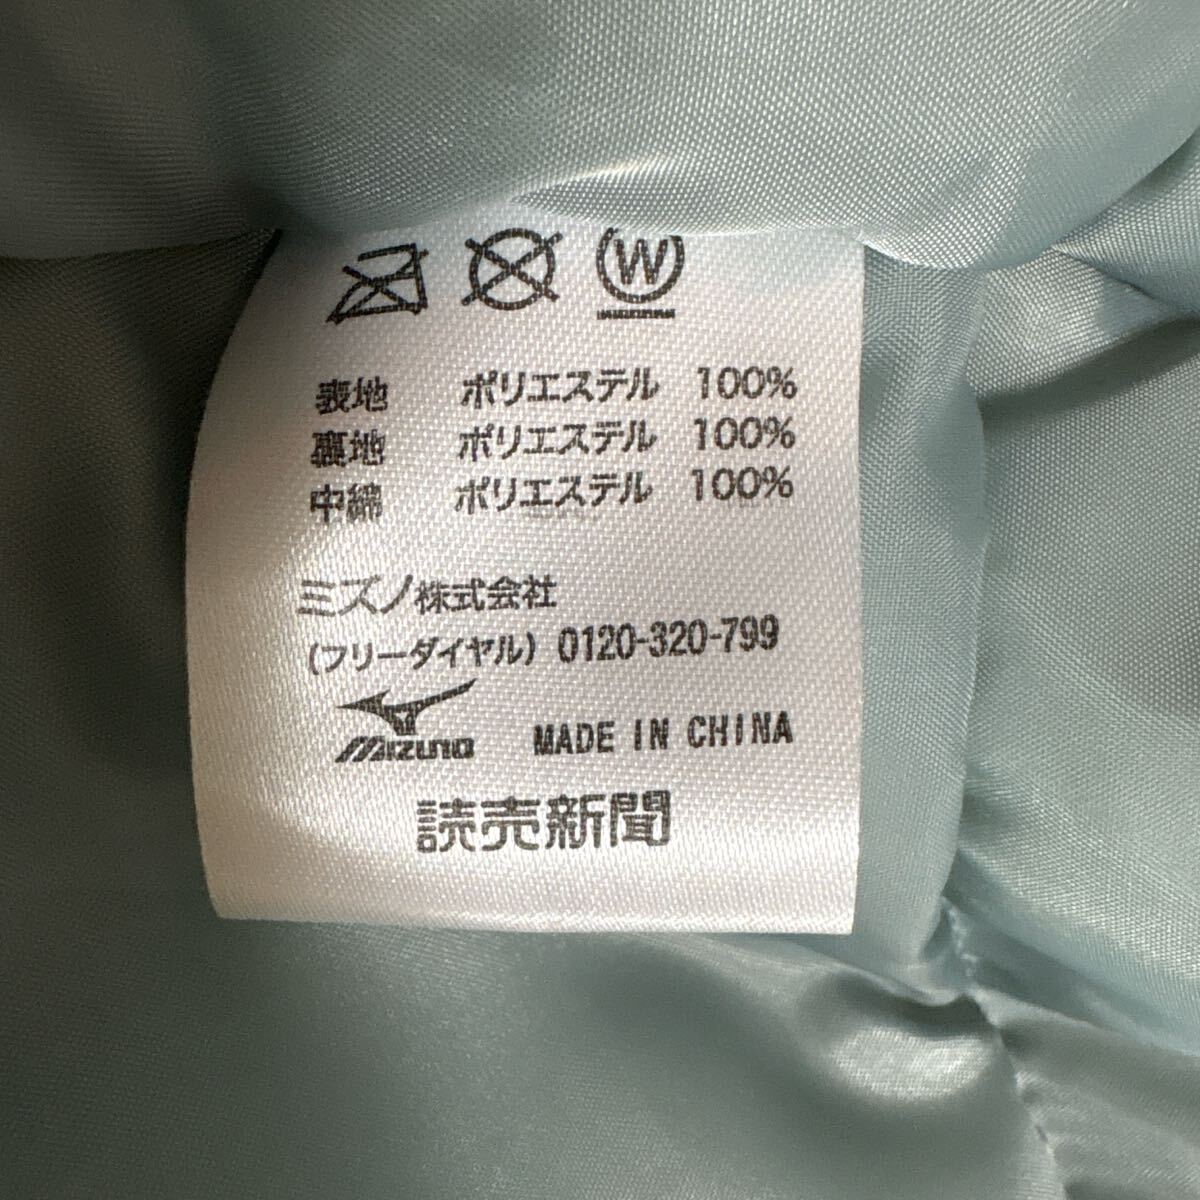 W
表地 ポリエステル 100%
裏地 ポリエステル 100%
中綿 ポリエステル 100%
ミズノ株式会社
(フリーダイヤル) 0120-320-799
MIZUNO MADE IN CHINA
読売新聞